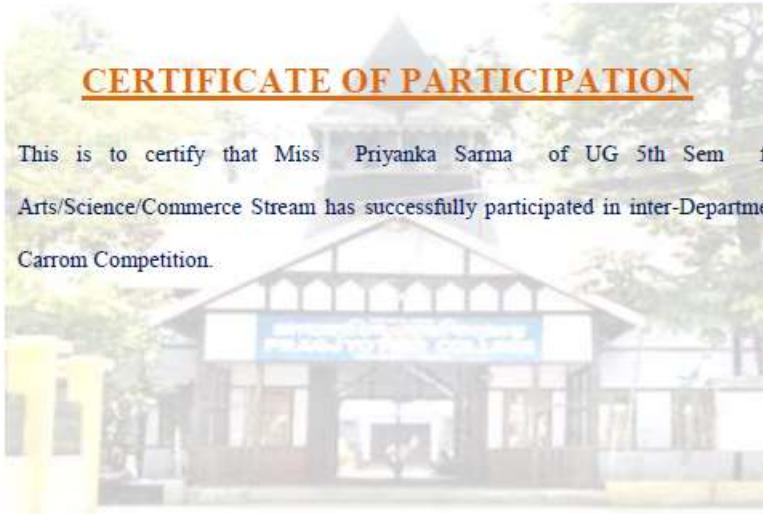 CERTIFICATE OF PARTICIPATION
This is to certify that Miss Priyanka Sarma of UG 5th Sem
Arts/Science/Commerce Stream has successfully participated in inter-Departme
Carrom Competition.
COLLEGE